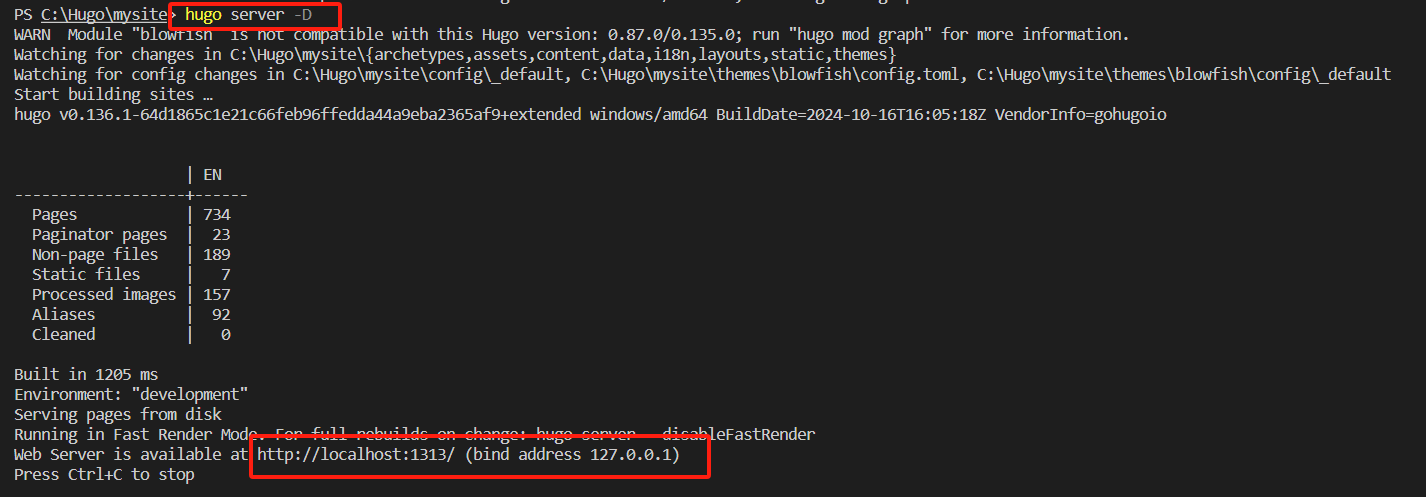 PS C:\Hugo\mysite> hugo server -D
WARN  Module "blowfish" is not compatible with this Hugo version: 0.87.0/0.135.0; run "hugo mod graph" for more information.
Watching for changes in C:\Hugo\mysite\{archetypes,assets,content,data,i18n,layouts,static,themes}
Watching for config changes in C:\Hugo\mysite\config\_default, C:\Hugo\mysite\themes\blowfish\config.toml, C:\Hugo\mysite\themes\blowfish\config\_default
Start building sites …
hugo v0.136.1-64d1865c1e21c66feb96ffedda44a9eba2365af9+extended windows/amd64 BuildDate=2024-10-16T16:05:18Z VendorInfo=gohugoio
| EN
-------------------+------
Pages | 734
Paginator pages | 23
Non-page files | 189
Static files | 7
Processed images | 157
Aliases | 92
Cleaned | 0
Built in 1205 ms
Environment: "development"
Serving pages from disk
Running in Fast Render Mode. For full rebuilds on change: hugo server --disableFastRender
Web Server is available at http://localhost:1313/ (bind address 127.0.0.1)
Press Ctrl+C to stop